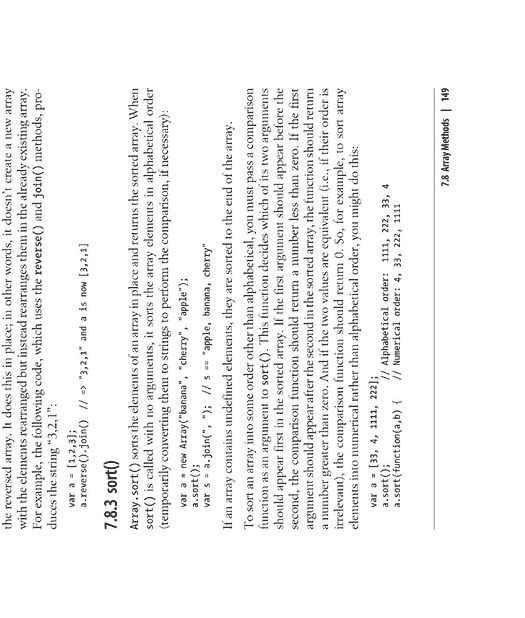 the reversed array. It does this in place; in other words, it doesn't create a new array
with the elements rearranged but instead rearranges them in the already existing array.
For example, the following code, which uses the reverse() and join() methods, pro-
duces the string "3,2,1":
var a = [1,2,3];
a.reverse().join()  // => "3,2,1" and a is now [3,2,1]
7.8.3 sort()
Array.sort() sorts the elements of an array in place and returns the sorted array. When
sort() is called with no arguments, it sorts the array elements in alphabetical order
(temporarily converting them to strings to perform the comparison, if necessary):
var a = new Array("banana", "cherry", "apple");
a.sort();
var s = a.join(", ");  // s == "apple, banana, cherry"
If an array contains undefined elements, they are sorted to the end of the array.
To sort an array into some order other than alphabetical, you must pass a comparison
function as an argument to sort(). This function decides which of its two arguments
should appear first in the sorted array. If the first argument should appear before the
second, the comparison function should return a number less than zero. If the first
argument should appear after the second in the sorted array, the function should return
a number greater than zero. And if the two values are equivalent (i.e., if their order is
irrelevant), the comparison function should return 0. So, for example, to sort array
elements into numerical rather than alphabetical order, you might do this:
var a = [33, 4, 1111, 222];
a.sort();               // Alphabetical order:  1111, 222, 33, 4
a.sort(function(a,b) {  // Numerical order: 4, 33, 222, 1111
7.8 Array Methods | 149